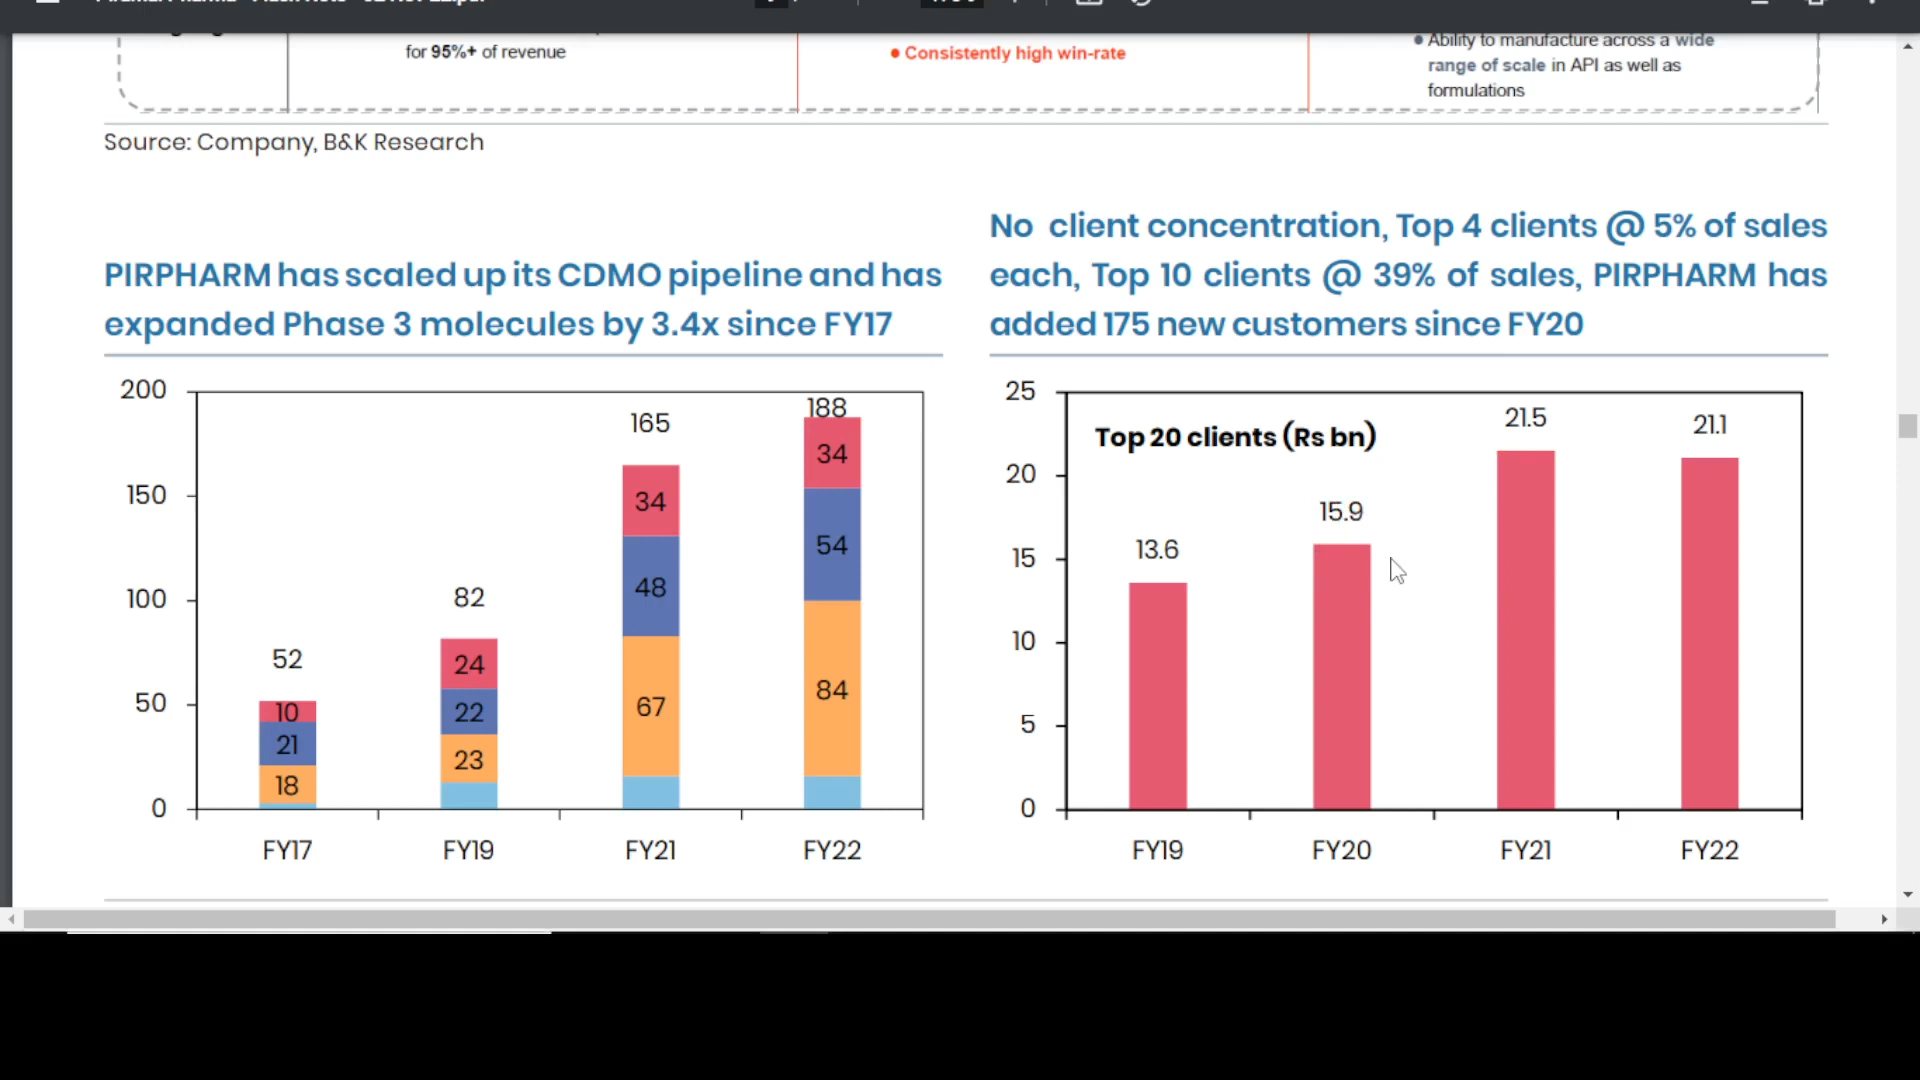 for 95%+ of revenue
• Consistently high win-rate
• Ability to manufacture across a wide
range of scale in API as well as
formulations
Source: Company, B&K Research
PIRPHARM has scaled up its CDMO pipeline and has
expanded Phase 3 molecules by 3.4x since FY17
200
150
100
50
0
52
10
21
18
82
24
22
23
165
34
48
67
188
34
54
84
FY17
FY19
FY21
FY22
No client concentration, Top 4 clients @ 5% of sales
each, Top 10 clients @ 39% of sales, PIRPHARM has
added 175 new customers since FY20
Top 20 clients (Rs bn)
25
20
15
10
5
0
13.6
15.9
21.5
21.1
FY19
FY20
FY21
FY22